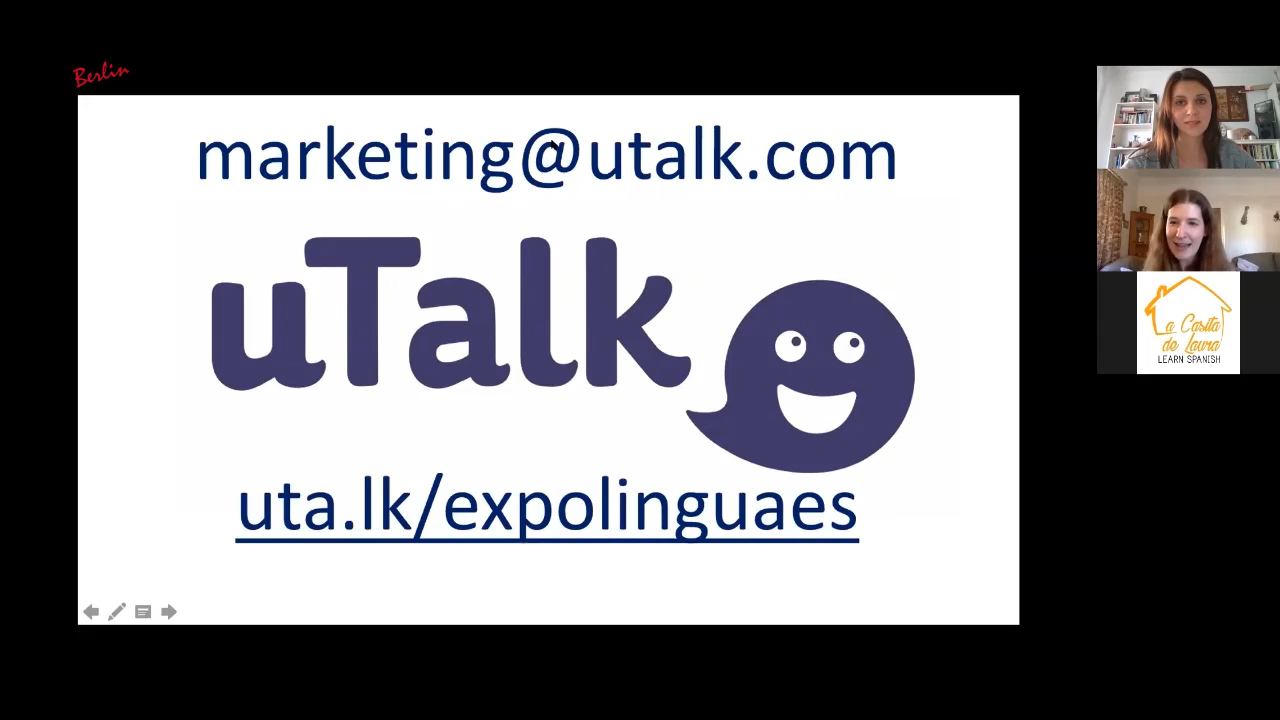 Berlin
marketing@utalk.com
uTalk
uta.lk/expolinguaes
La Casita
de Laura
LEARN SPANISH